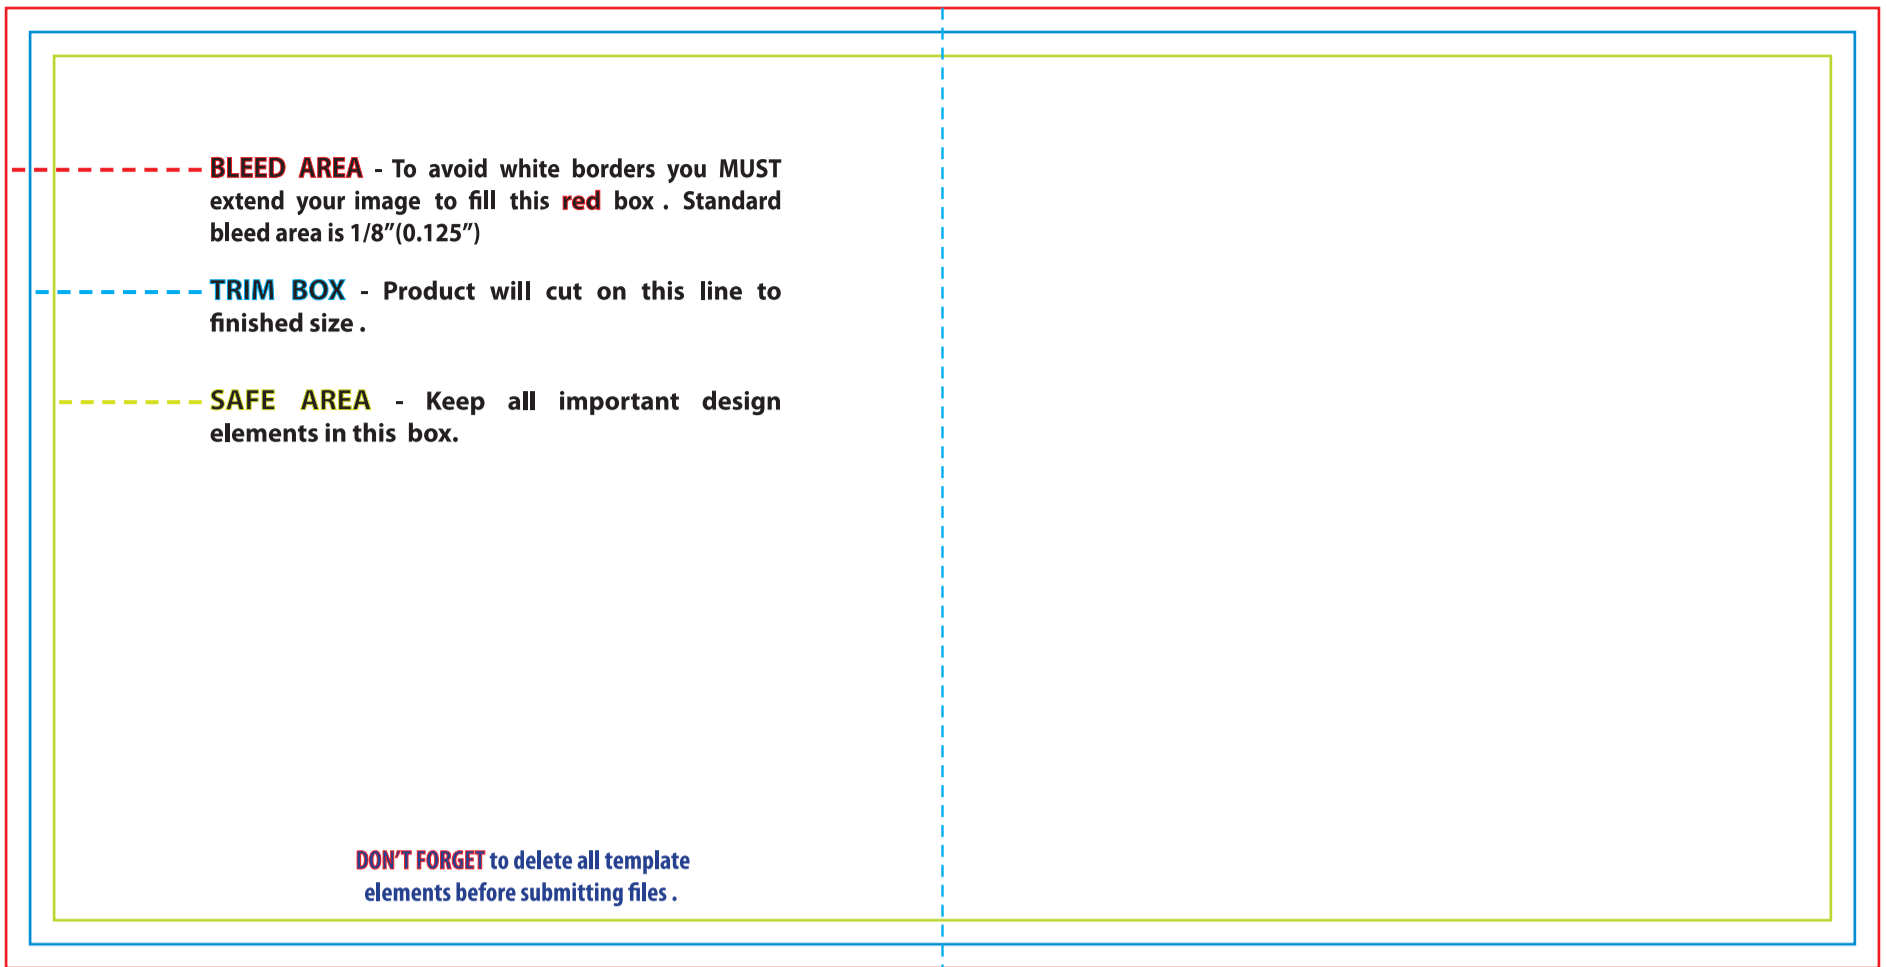 BLEED AREA - To avoid white borders you MUST
extend your image to fill this red box . Standard
bleed area is 1/8”(0.125”)
TRIM BOX - Product will cut on this line to
finished size .
SAFE AREA - Keep all important design
elements in this box.
DON’T FORGET to delete all template
elements before submitting files .